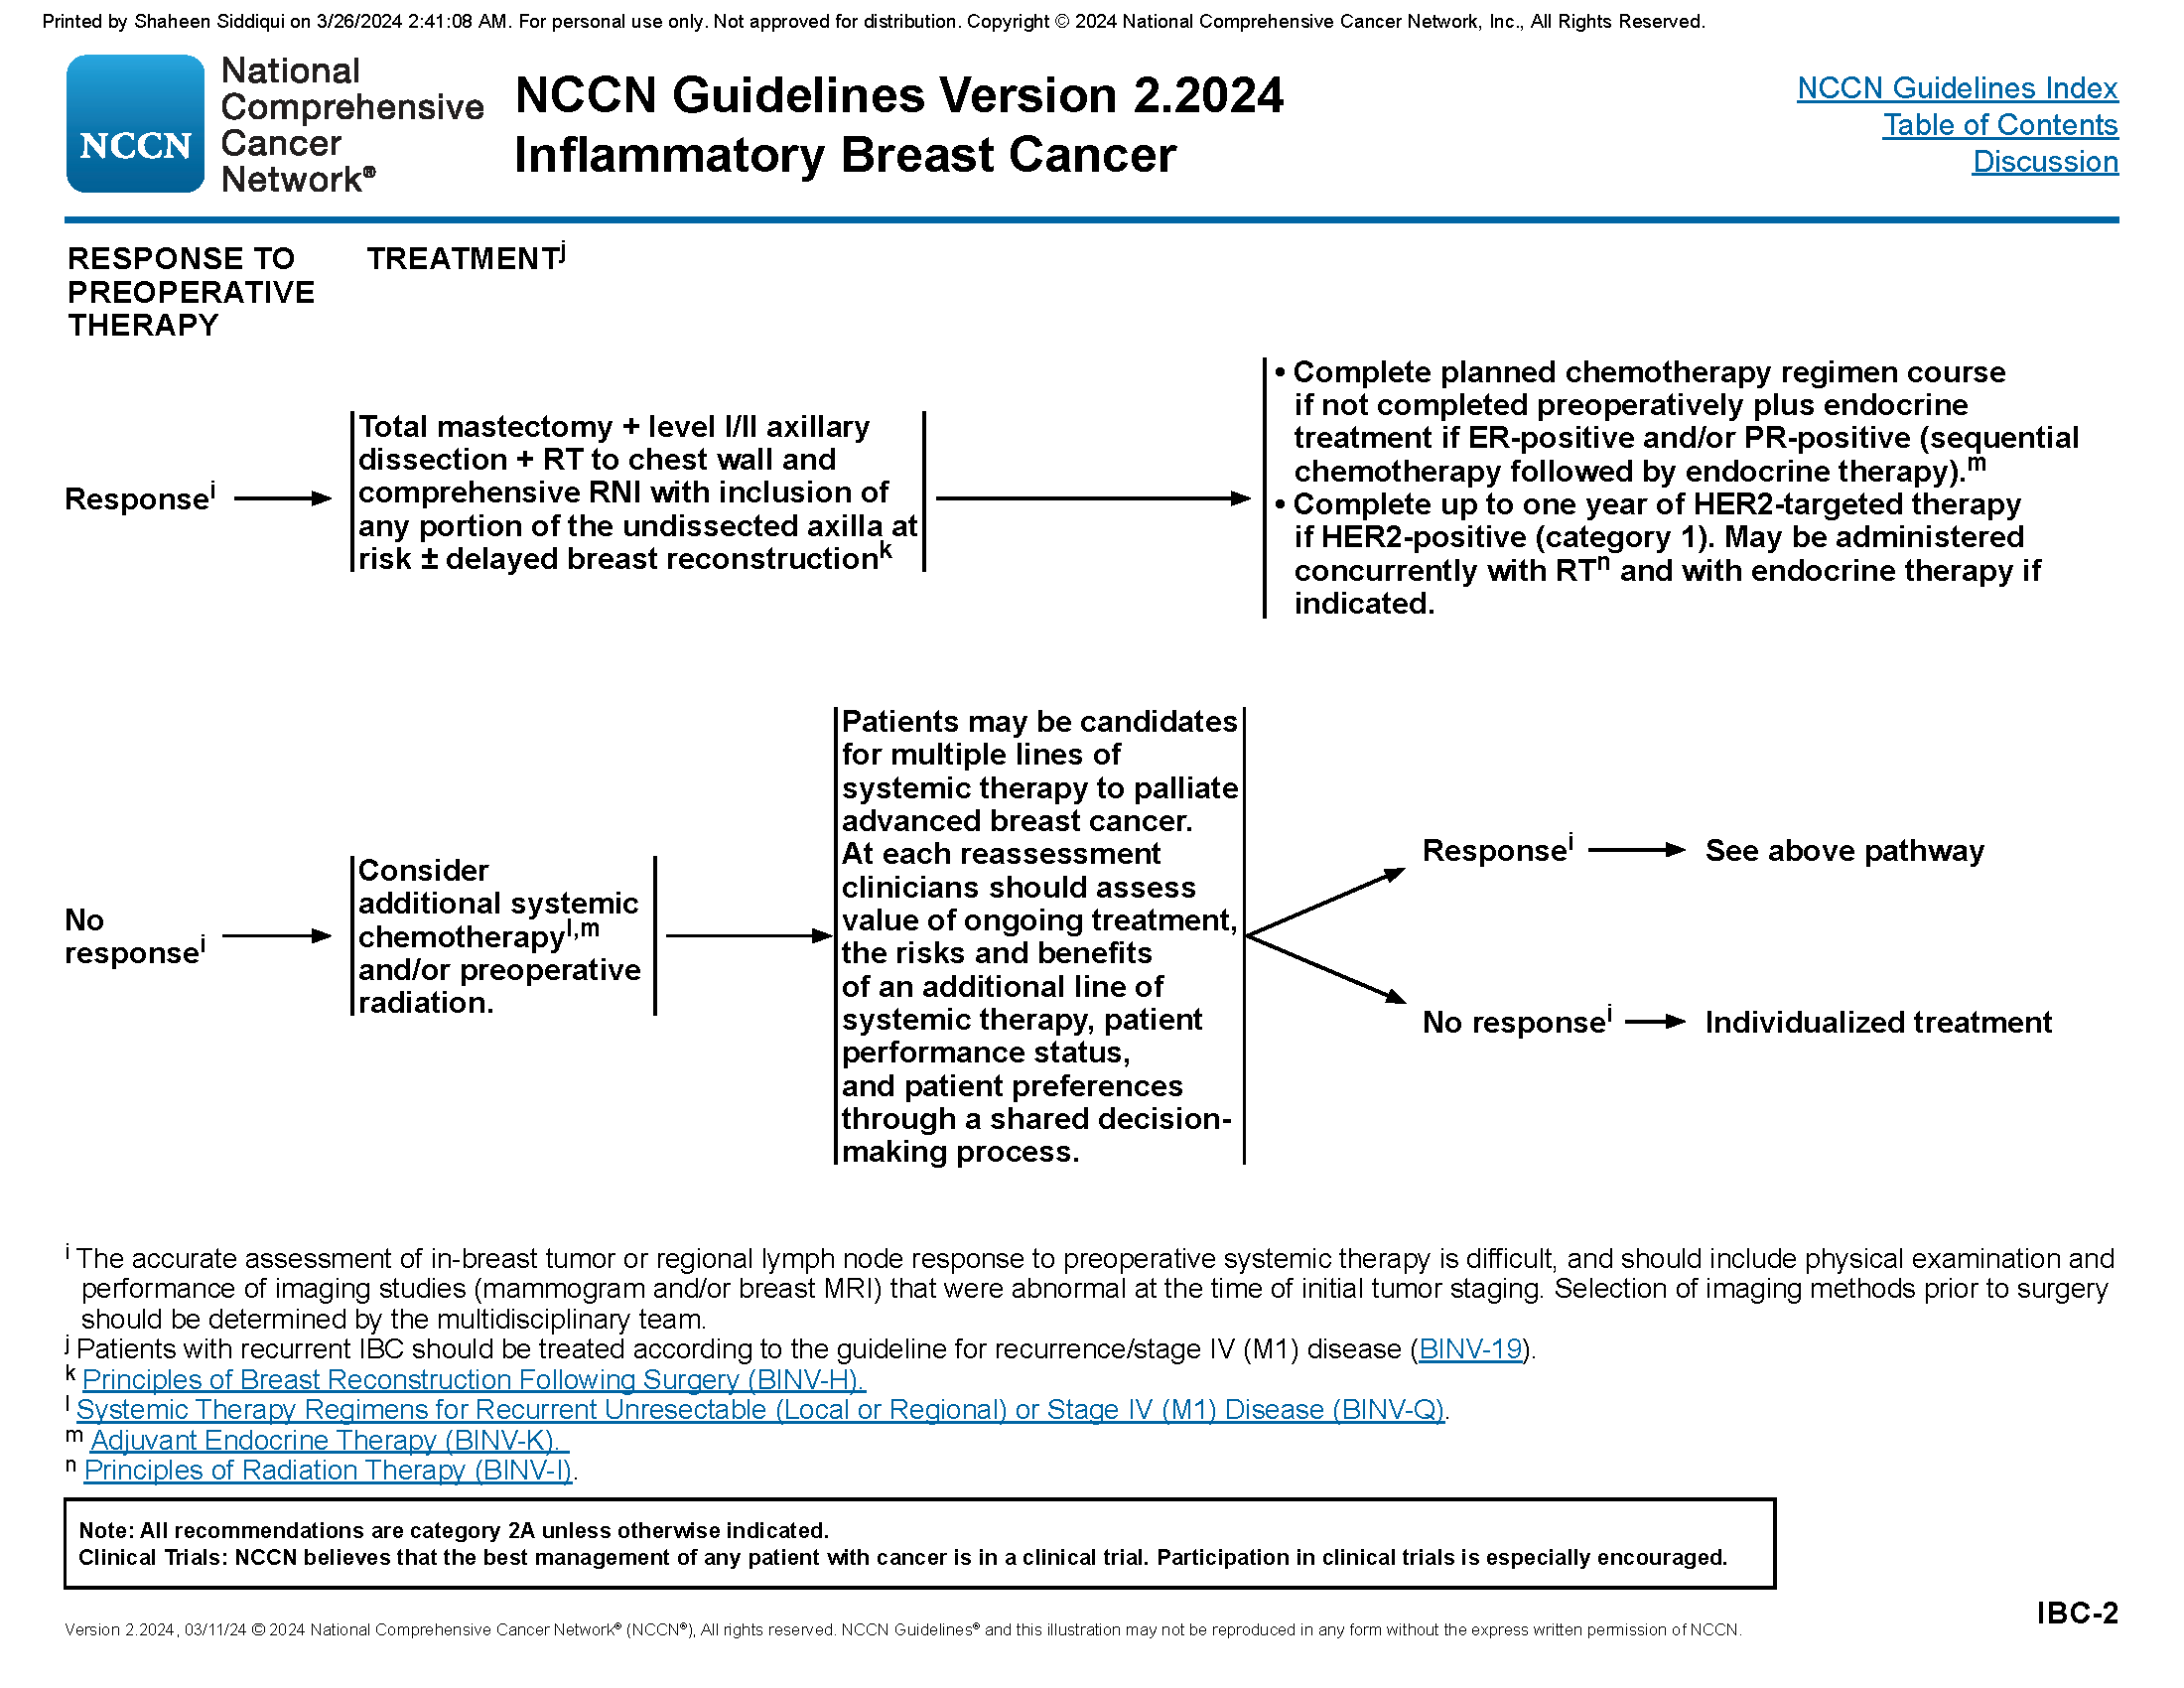 Printed by Shaheen Siddiqui on 3/26/2024 2:41:08 AM. For personal use only. Not approved for distribution. Copyright © 2024 National Comprehensive Cancer Network, Inc., All Rights Reserved.
NCCN
National
Comprehensive
Cancer
Network®
NCCN Guidelines Version 2.2024
Inflammatory Breast Cancer
NCCN Guidelines Index
Table of Contents
Discussion
RESPONSE TO
PREOPERATIVE
THERAPY
TREATMENTj
Responsei
Total mastectomy + level I/II axillary
dissection + RT to chest wall and
comprehensive RNI with inclusion of
any portion of the undissected axilla at
risk ± delayed breast reconstructionk
• Complete planned chemotherapy regimen course
if not completed preoperatively plus endocrine
treatment if ER-positive and/or PR-positive (sequential
chemotherapy followed by endocrine therapy).m
• Complete up to one year of HER2-targeted therapy
if HER2-positive (category 1). May be administered
concurrently with RTn and with endocrine therapy if
indicated.
No
responsei
Consider
additional systemic
chemotherapyl,m
and/or preoperative
radiation.
Patients may be candidates
for multiple lines of
systemic therapy to palliate
advanced breast cancer.
At each reassessment
clinicians should assess
value of ongoing treatment,
the risks and benefits
of an additional line of
systemic therapy, patient
performance status,
and patient preferences
through a shared decision-
making process.
Responsei
See above pathway
No responsei
Individualized treatment
i The accurate assessment of in-breast tumor or regional lymph node response to preoperative systemic therapy is difficult, and should include physical examination and
performance of imaging studies (mammogram and/or breast MRI) that were abnormal at the time of initial tumor staging. Selection of imaging methods prior to surgery
should be determined by the multidisciplinary team.
j Patients with recurrent IBC should be treated according to the guideline for recurrence/stage IV (M1) disease (BINV-19).
k Principles of Breast Reconstruction Following Surgery (BINV-H).
l Systemic Therapy Regimens for Recurrent Unresectable (Local or Regional) or Stage IV (M1) Disease (BINV-Q).
m Adjuvant Endocrine Therapy (BINV-K).
n Principles of Radiation Therapy (BINV-I).
Note: All recommendations are category 2A unless otherwise indicated.
Clinical Trials: NCCN believes that the best management of any patient with cancer is in a clinical trial. Participation in clinical trials is especially encouraged.
IBC-2
Version 2.2024, 03/11/24 © 2024 National Comprehensive Cancer Network® (NCCN®), All rights reserved. NCCN Guidelines® and this illustration may not be reproduced in any form without the express written permission of NCCN.